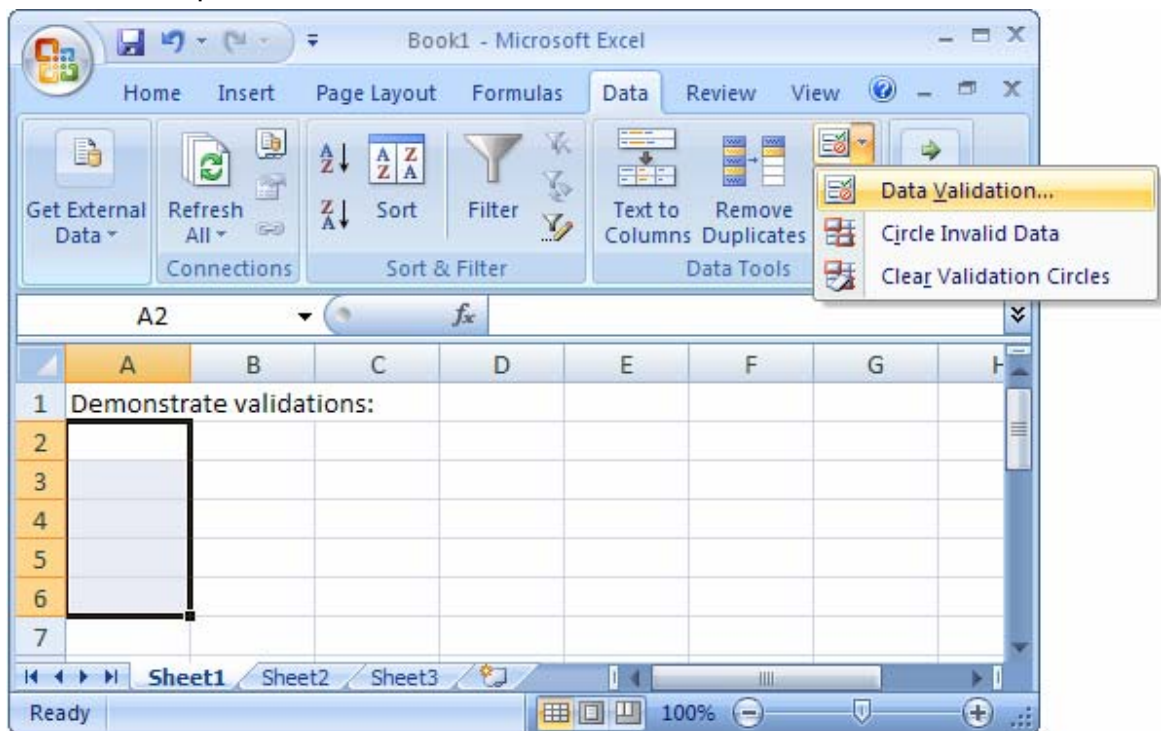 Book1 - Microsoft Excel
Home Insert Page Layout Formulas Data Review View
Get External Data
Refresh All
Connections
A Z
Z A
A Z
Z A
Sort
Filter
Sort & Filter
Text to Columns
Remove Duplicates
Data Tools
Data Validation...
Circle Invalid Data
Clear Validation Circles
A2
fx
A B C D E F G H
1 Demonstrate validations:
2
3
4
5
6
7
Sheet1 Sheet2 Sheet3
Ready 100%